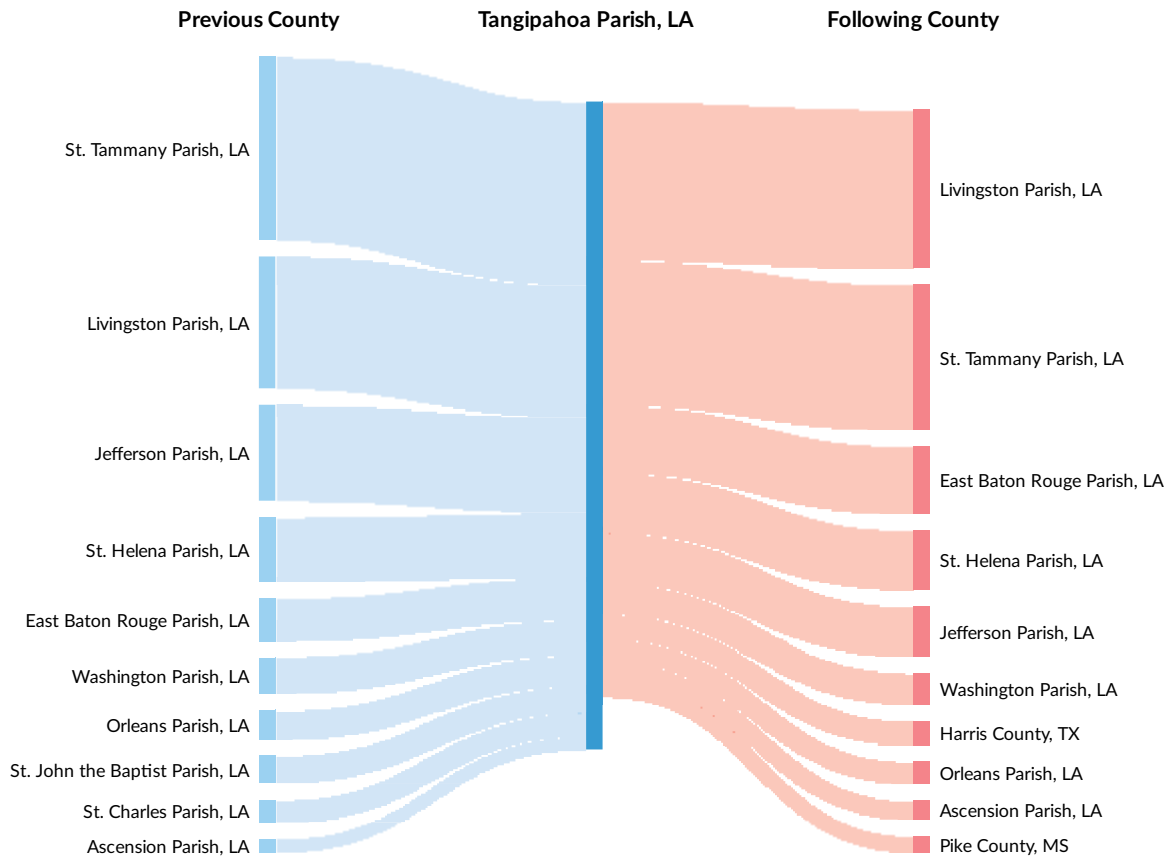 Previous County
Tangipahoa Parish, LA
Following County
St. Tammany Parish, LA
Livingston Parish, LA
Jefferson Parish, LA
St. Helena Parish, LA
East Baton Rouge Parish, LA
Washington Parish, LA
Orleans Parish, LA
St. John the Baptist Parish, LA
St. Charles Parish, LA
Ascension Parish, LA
Livingston Parish, LA
St. Tammany Parish, LA
East Baton Rouge Parish, LA
St. Helena Parish, LA
Jefferson Parish, LA
Washington Parish, LA
Harris County, TX
Orleans Parish, LA
Ascension Parish, LA
Pike County, MS